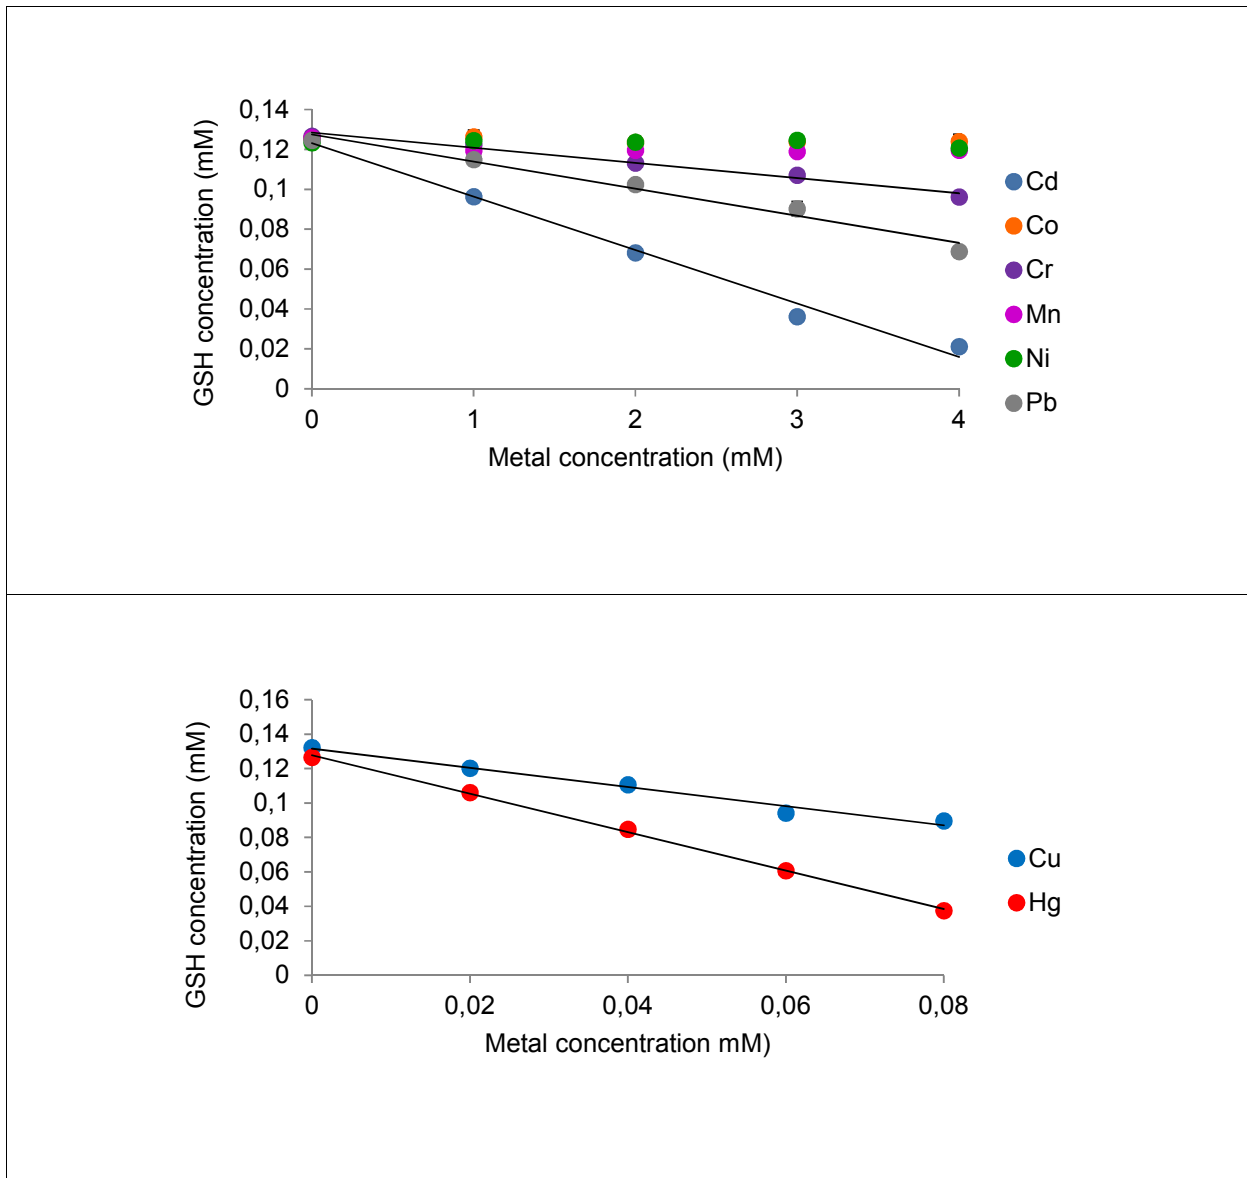 GSH concentration (mM)
0,14
0,12
0,1
0,08
0,06
0,04
0,02
0
0 1 2 3 4
Metal concentration (mM)
Cd
Co
Cr
Mn
Ni
Pb
GSH concentration (mM)
0,16
0,14
0,12
0,1
0,08
0,06
0,04
0,02
0
0 0,02 0,04 0,06 0,08
Metal concentration mM)
Cu
Hg